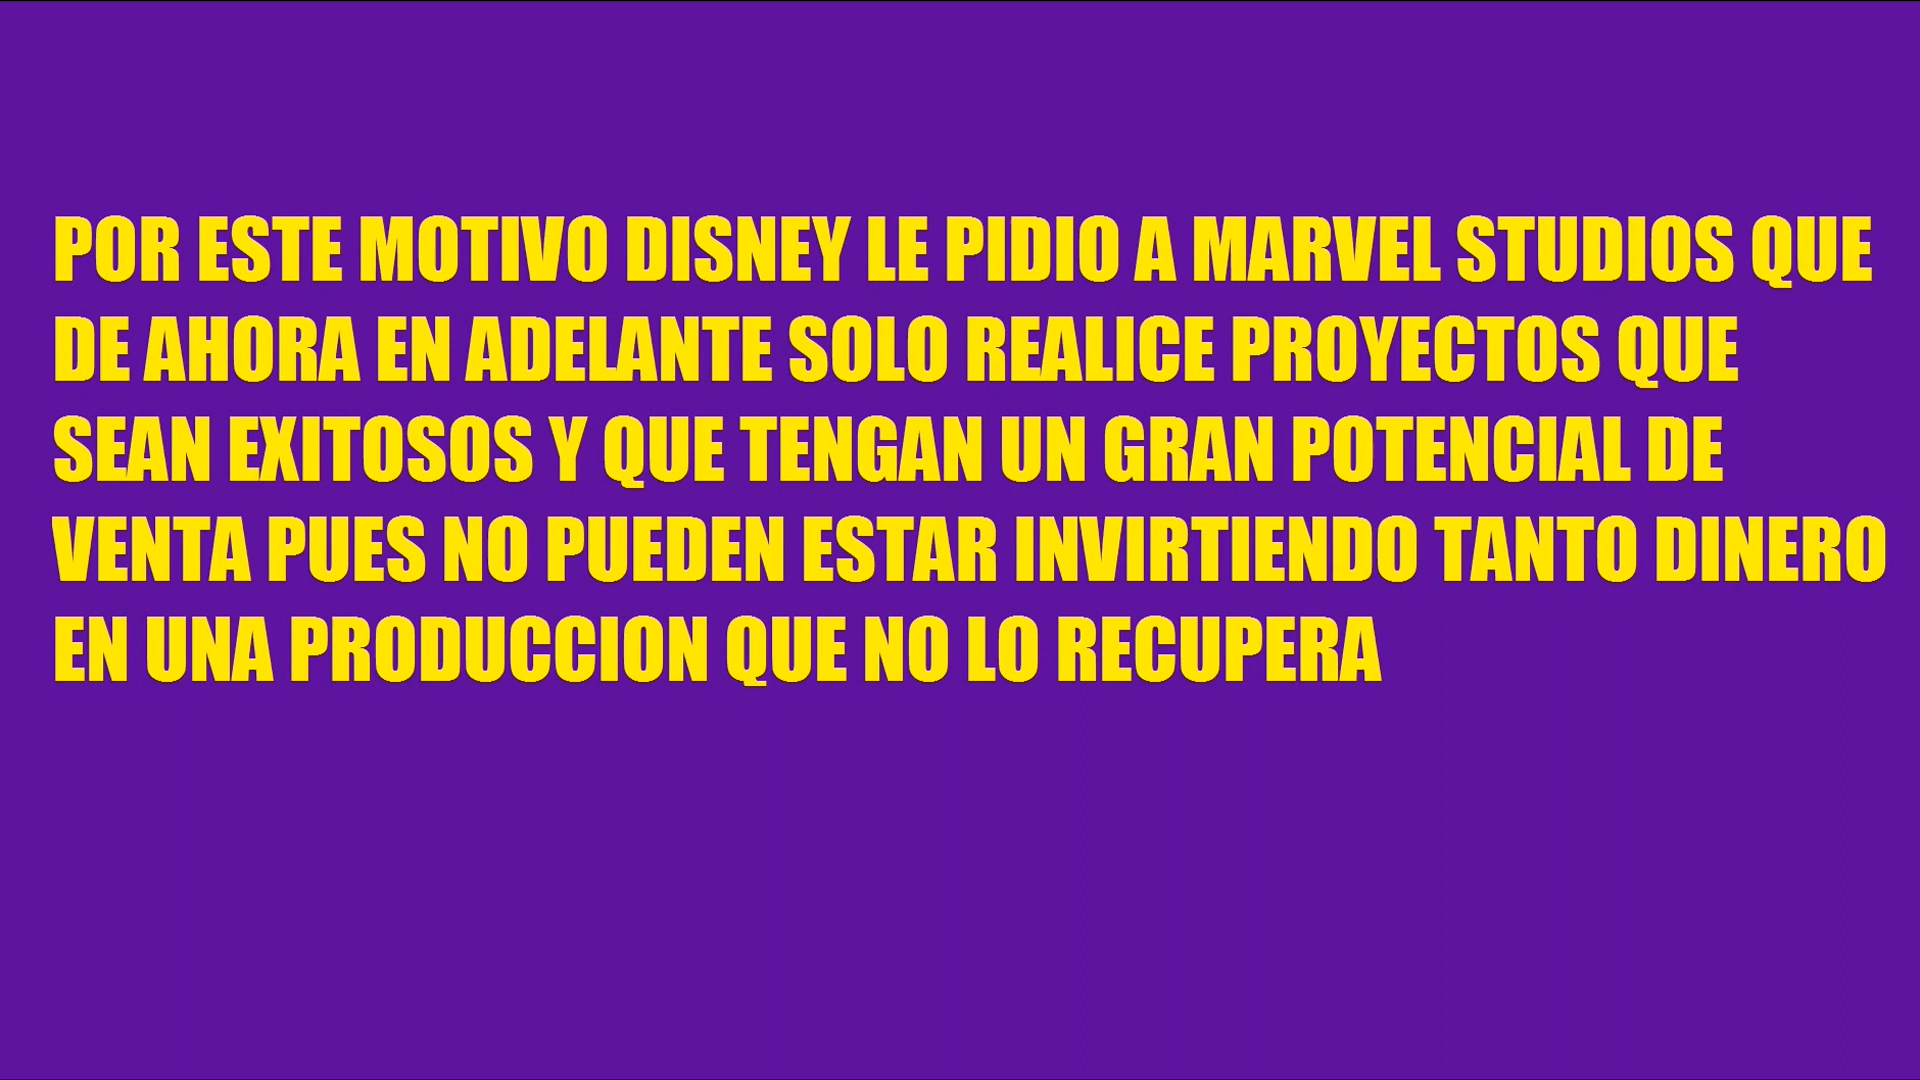 POR ESTE MOTIVO DISNEY LE PIDIO A MARVEL STUDIOS QUE
DE AHORA EN ADELANTE SOLO REALICE PROYECTOS QUE
SEAN EXITOSOS Y QUE TENGAN UN GRAN POTENCIAL DE
VENTA PUES NO PUEDEN ESTAR INVIRTIENDO TANTO DINERO
EN UNA PRODUCCION QUE NO LO RECUPERA